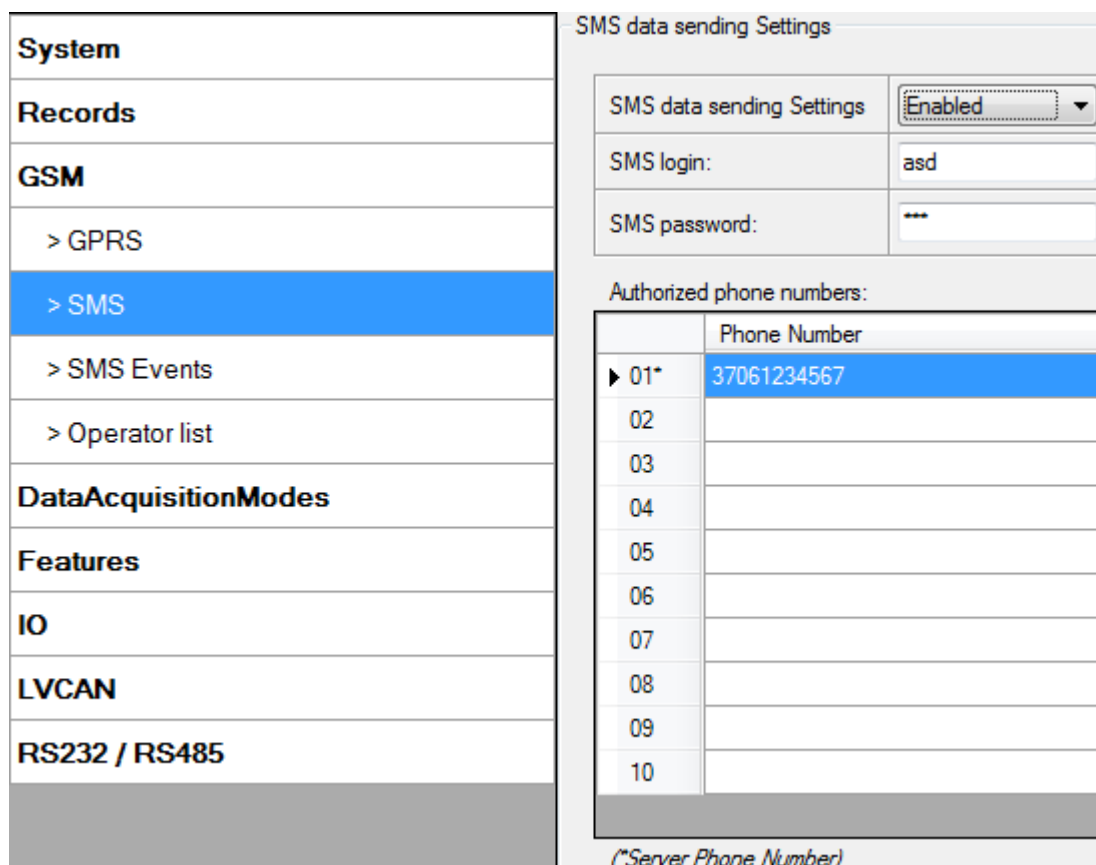 System
Records
GSM
> GPRS
> SMS
> SMS Events
> Operator list
DataAcquisitionModes
Features
IO
LVCAN
RS232 / RS485
SMS data sending Settings
SMS data sending Settings Enabled
SMS login: asd
SMS password: ***
Authorized phone numbers:
Phone Number
01* 37061234567
02
03
04
05
06
07
08
09
10
(*Server Phone Number)